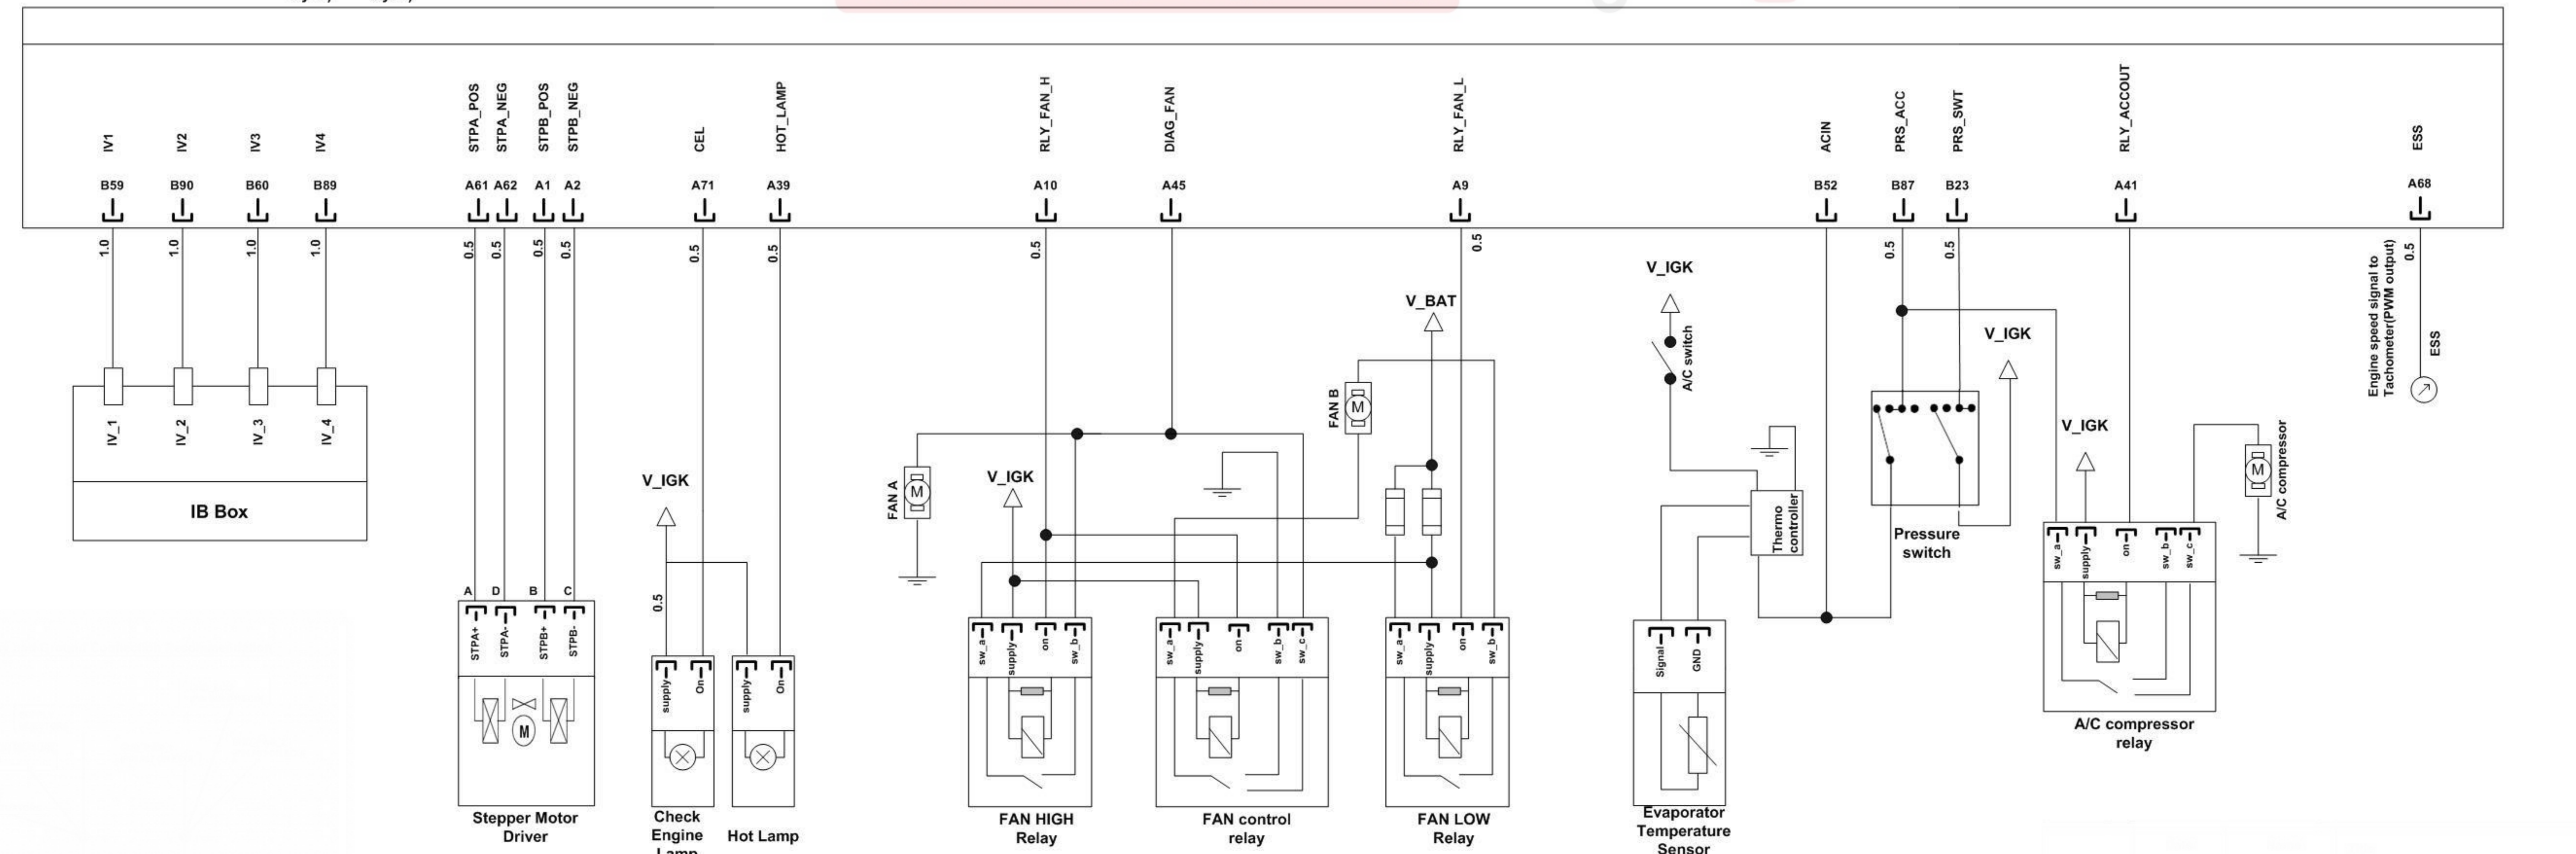 IV1
IV2
IV3
IV4
STPA_POS
STPA_NEG
STPB_POS
STPB_NEG
CEL
HOT_LAMP
RLY_FAN_H
DIAG_FAN
RLY_FAN_L
ACIN
PRS_ACC
PRS_SWT
RLY_ACCOUT
ESS
B59
B90
B60
B89
A61
A62
A1
A2
A71
A39
A10
A45
A9
B52
B87
B23
A41
A68
1.0
1.0
1.0
1.0
0.5
0.5
0.5
0.5
0.5
0.5
0.5
0.5
0.5
0.5
0.5
Engine speed signal to
Tachometer(PWM output)
ESS
V_IGK
A/C switch
V_BAT
V_IGK
FAN B
V_IGK
A/C compressor
M
M
IV_1
IV_2
IV_3
IV_4
IB Box
V_IGK
0.5
FAN A
M
V_IGK
Thermo
controller
Pressure
switch
A
D
B
C
STPA+
STPA-
STPB+
STPB-
M
Stepper Motor
Driver
supply
On
Check
Engine
Lamp
supply
On
Hot Lamp
sw_a
supply
on
sw_b
FAN HIGH
Relay
sw_a
supply
on
sw_b
sw_c
FAN control
relay
sw_a
supply
on
sw_b
FAN LOW
Relay
Signal
GND
Evaporator
Temperature
Sensor
sw_a
supply
on
sw_b
sw_c
A/C compressor
relay